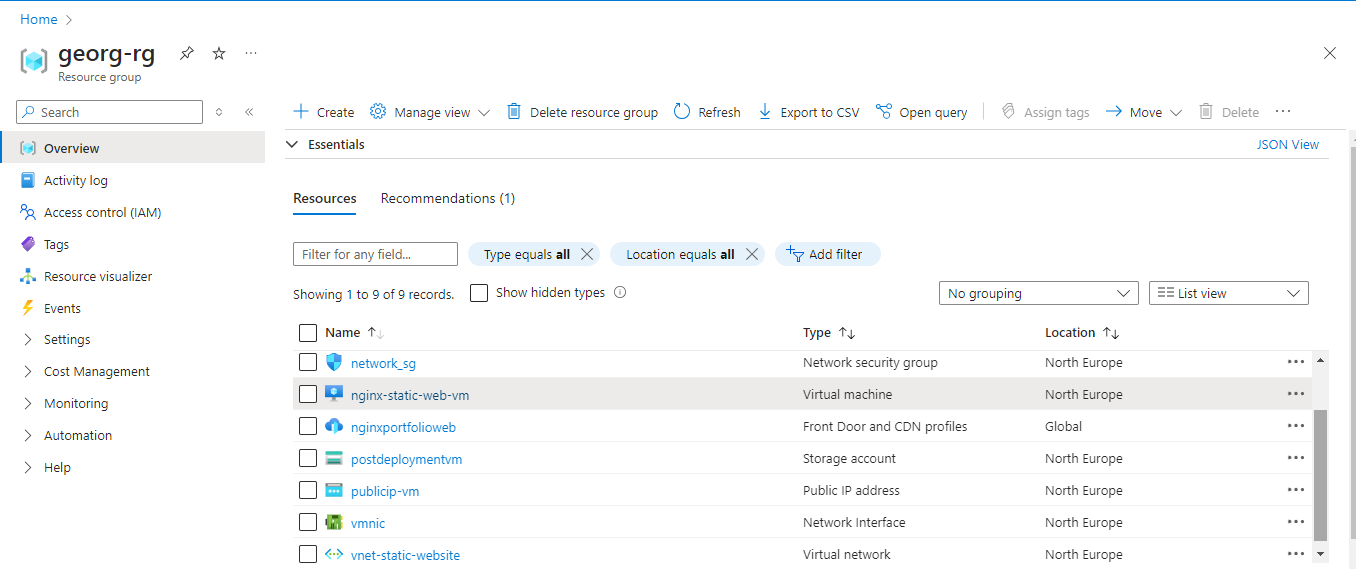 Home
georg-rg
Resource group
Search
Overview
Activity log
Access control (IAM)
Tags
Resource visualizer
Events
Settings
Cost Management
Monitoring
Automation
Help
Create Manage view Delete resource group Refresh Export to CSV Open query Assign tags Move Delete
Essentials JSON View
Resources Recommendations (1)
Filter for any field... Type equals all Location equals all Add filter
Showing 1 to 9 of 9 records. Show hidden types No grouping List view
Name Type Location
network_sg Network security group North Europe
nginx-static-web-vm Virtual machine North Europe
nginxportfolioweb Front Door and CDN profiles Global
postdeploymentvm Storage account North Europe
publicip-vm Public IP address North Europe
vmnic Network Interface North Europe
vnet-static-website Virtual network North Europe